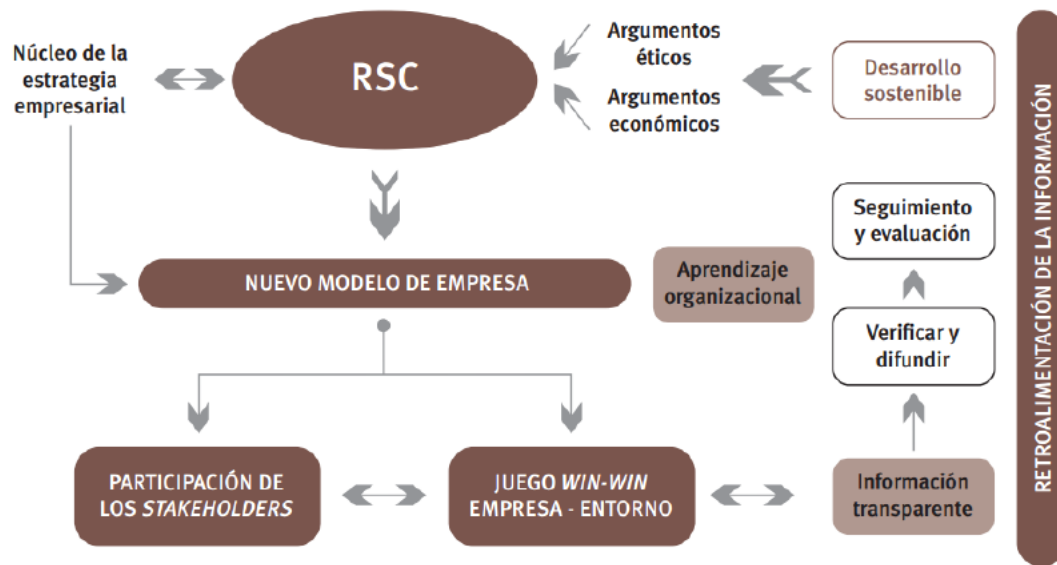 Núcleo de la
estrategia
empresarial
RSC
Argumentos
éticos
Argumentos
económicos
Desarrollo
sostenible
Seguimiento
y evaluación
NUEVO MODELO DE EMPRESA
Aprendizaje
organizacional
Verificar y
difundir
PARTICIPACIÓN DE
LOS STAKEHOLDERS
JUEGO WIN-WIN
EMPRESA - ENTORNO
Información
transparente
RETROALIMENTACIÓN DE LA INFORMACIÓN